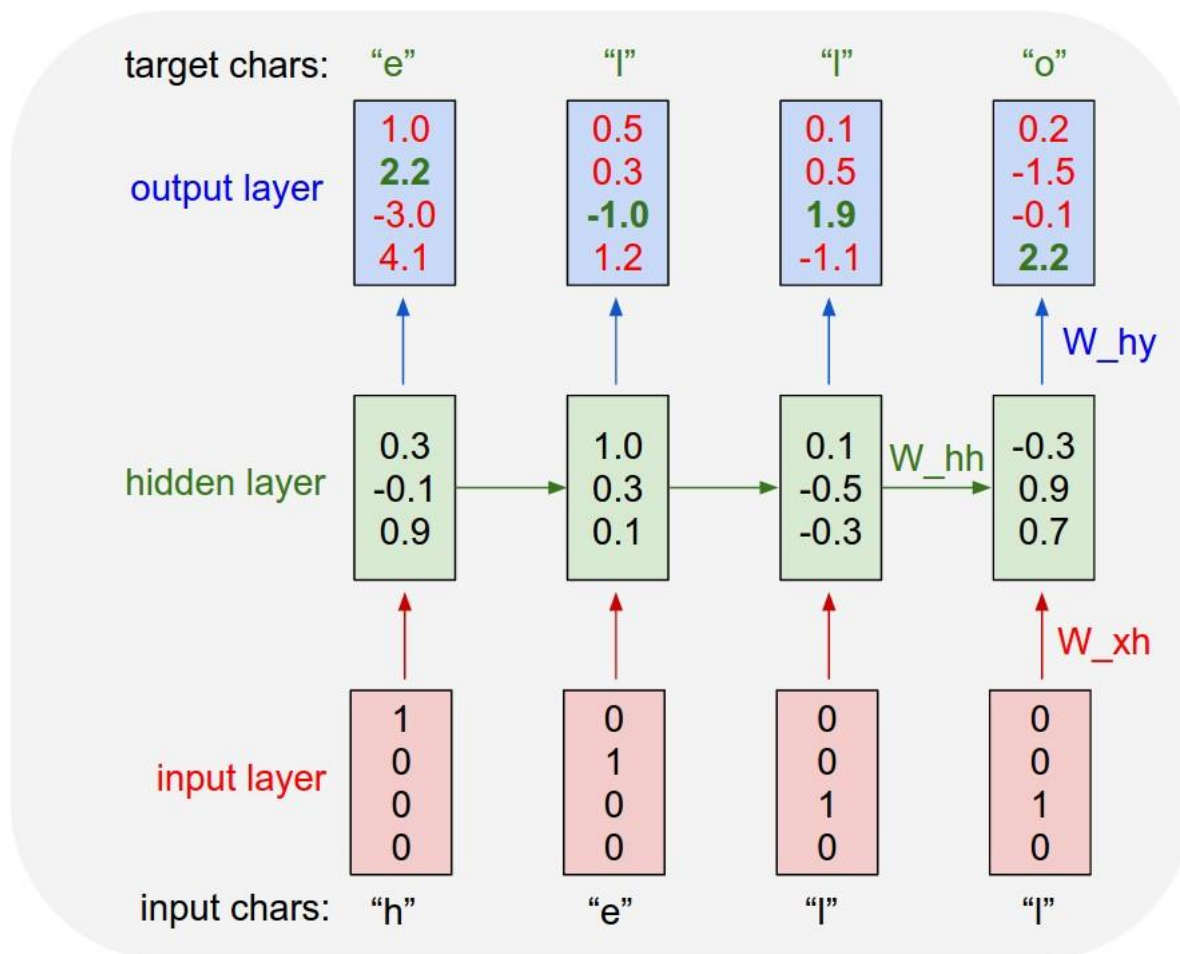 target chars: “e” “l” “l” “o”
output layer
1.0 0.5 0.1 0.2
2.2 0.3 0.5 -1.5
-3.0 -1.0 1.9 -0.1
4.1 1.2 -1.1 2.2
W_hy
hidden layer
0.3 1.0 0.1 -0.3
-0.1 0.3 -0.5 0.9
0.9 0.1 -0.3 0.7
W_hh
W_xh
input layer
1 0 0 0
0 1 0 0
0 0 1 1
0 0 0 0
input chars: “h” “e” “l” “l”